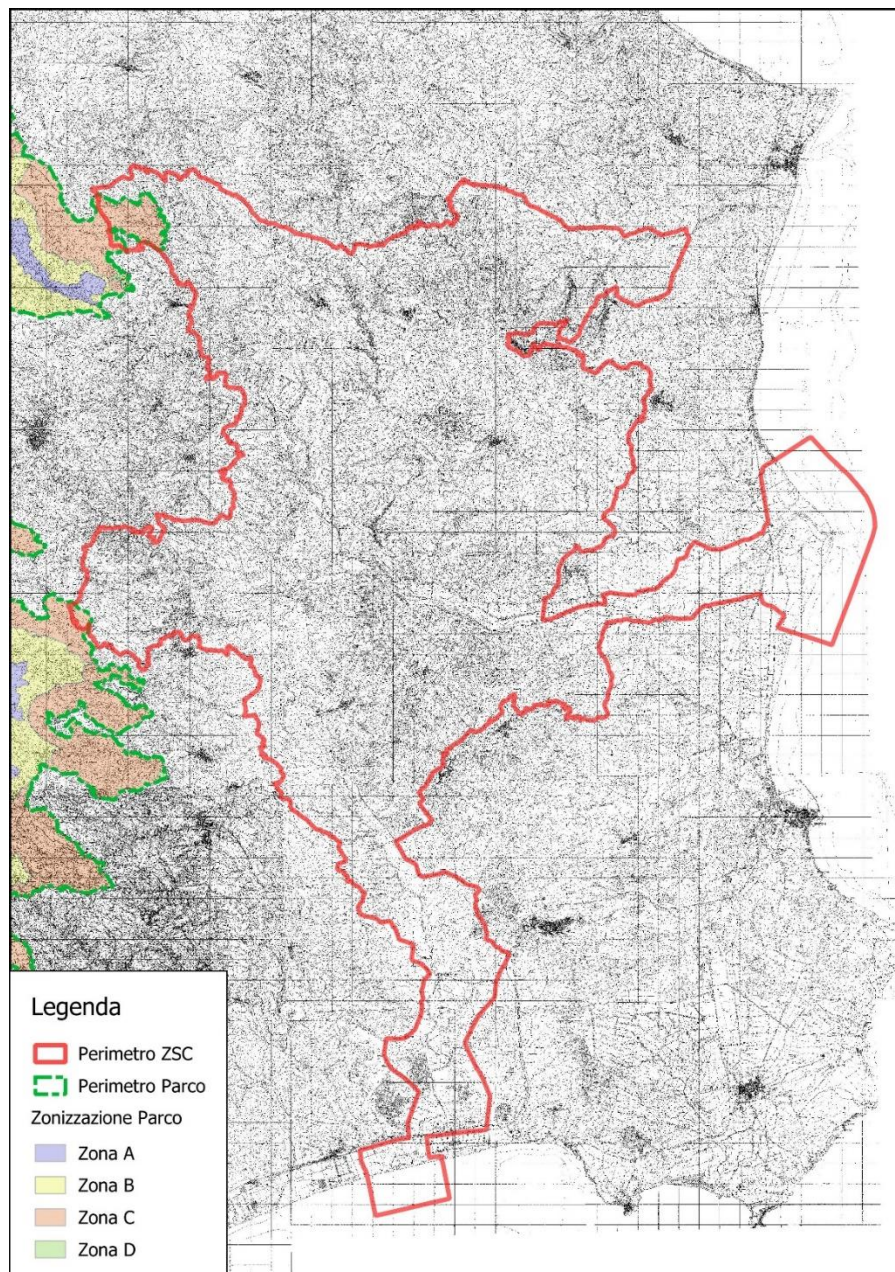 Legenda
Perimetro ZSC
Perimetro Parco
Zonizzazione Parco
Zona A
Zona B
Zona C
Zona D